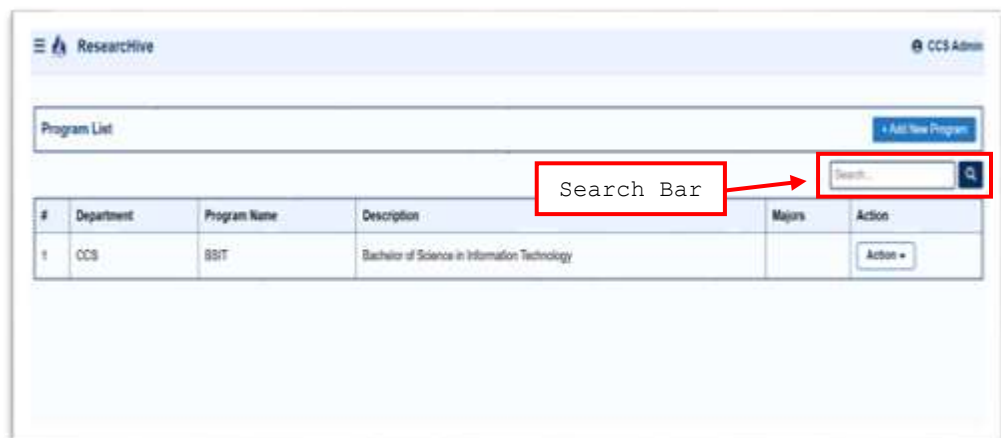 ☰ ResearcHive CCS Admin
Program List + Add New Program
Search Bar Search...
# Department Program Name Description Majors Action
1 CCS BSIT Bachelor of Science in Information Technology Action